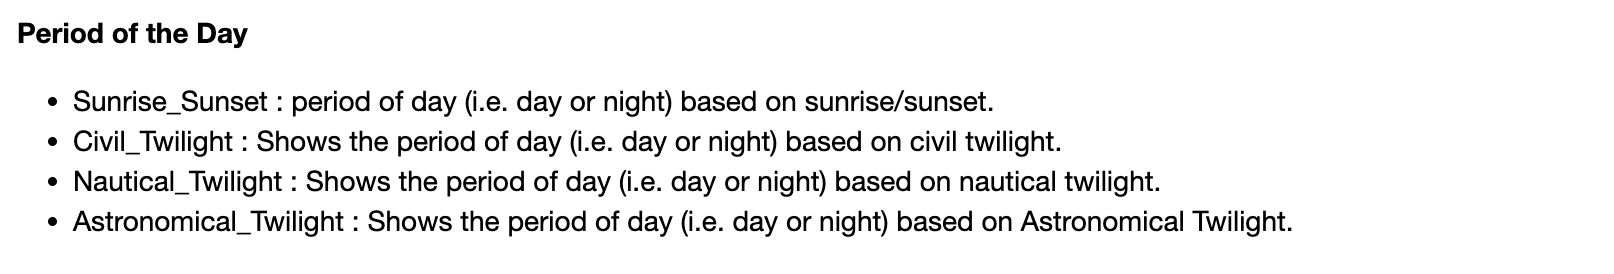 Period of the Day
• Sunrise_Sunset : period of day (i.e. day or night) based on sunrise/sunset.
• Civil_Twilight : Shows the period of day (i.e. day or night) based on civil twilight.
• Nautical_Twilight : Shows the period of day (i.e. day or night) based on nautical twilight.
• Astronomical_Twilight : Shows the period of day (i.e. day or night) based on Astronomical Twilight.